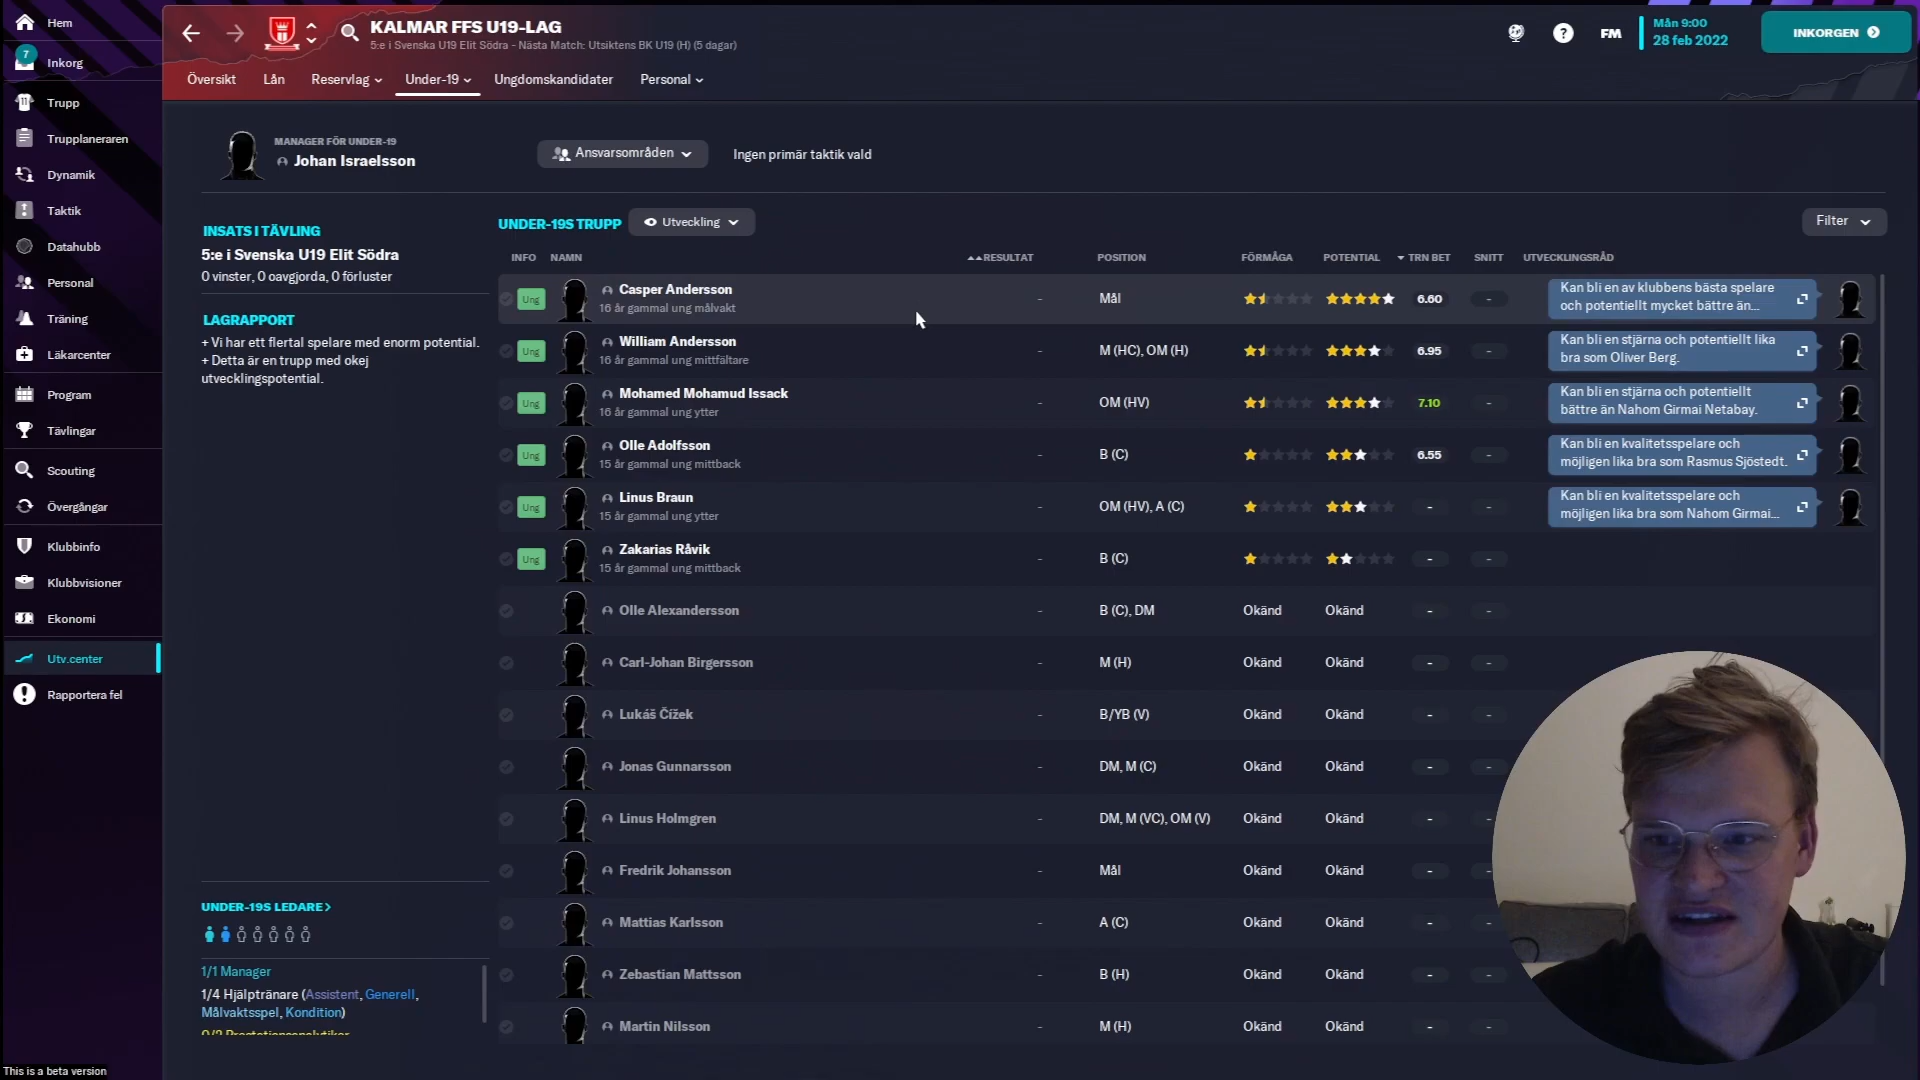 Hem
7
Inkorg
Trupp
Trupplaneraren
Dynamik
Taktik
Datahubb
Personal
Träning
Läkarcenter
Program
Tävlingar
Scouting
Övergångar
Klubbinfo
Klubbvisioner
Ekonomi
Utv.center
Rapportera fel
This is a beta version
KALMAR FFS U19-LAG
5:e i Svenska U19 Elit Södra - Nästa Match: Utsiktens BK U19 (H) (5 dagar)
FM
Mån 9:00
28 feb 2022
INKORGEN
Översikt Lån Reservlag Under-19 Ungdomskandidater Personal
MANAGER FÖR UNDER-19
Johan Israelsson
Ansvarsområden
Ingen primär taktik vald
INSATS I TÄVLING
5:e i Svenska U19 Elit Södra
0 vinster, 0 oavgjorda, 0 förluster
LAGRAPPORT
+ Vi har ett flertal spelare med enorm potential.
+ Detta är en trupp med okej
utvecklingspotential.
UNDER-19S LEDARE >
1/1 Manager
1/4 Hjälptränare (Assistent, Generell,
Målvaktsspel, Kondition)
0/2 Prestationsanalytiker
UNDER-19S TRUPP
Utveckling
Filter
INFO NAMN RESULTAT POSITION FÖRMÅGA POTENTIAL TRN BET SNITT UTVECKLINGSRÅD
Ung Casper Andersson - Mål 6.60 -
16 år gammal ung målvakt
Kan bli en av klubbens bästa spelare
och potentiellt mycket bättre än...
Ung William Andersson - M (HC), OM (H) 6.95 -
16 år gammal ung mittfältare
Kan bli en stjärna och potentiellt lika
bra som Oliver Berg.
Ung Mohamed Mohamud Issack - OM (HV) 7.10 -
16 år gammal ung ytter
Kan bli en stjärna och potentiellt
bättre än Nahom Girmai Netabay.
Ung Olle Adolfsson - B (C) 6.55 -
15 år gammal ung mittback
Kan bli en kvalitetsspelare och
möjligen lika bra som Rasmus Sjöstedt.
Ung Linus Braun - OM (HV), A (C) - -
15 år gammal ung ytter
Kan bli en kvalitetsspelare och
möjligen lika bra som Nahom Girmai...
Ung Zakarias Råvik - B (C) - -
15 år gammal ung mittback
Olle Alexandersson - B (C), DM Okänd Okänd - -
Carl-Johan Birgersson - M (H) Okänd Okänd - -
Lukáš Čížek - B/YB (V) Okänd Okänd - -
Jonas Gunnarsson - DM, M (C) Okänd Okänd - -
Linus Holmgren - DM, M (VC), OM (V) Okänd Okänd - -
Fredrik Johansson - Mål Okänd Okänd - -
Mattias Karlsson - A (C) Okänd Okänd - -
Zebastian Mattsson - B (H) Okänd Okänd - -
Martin Nilsson - M (H) Okänd Okänd - -